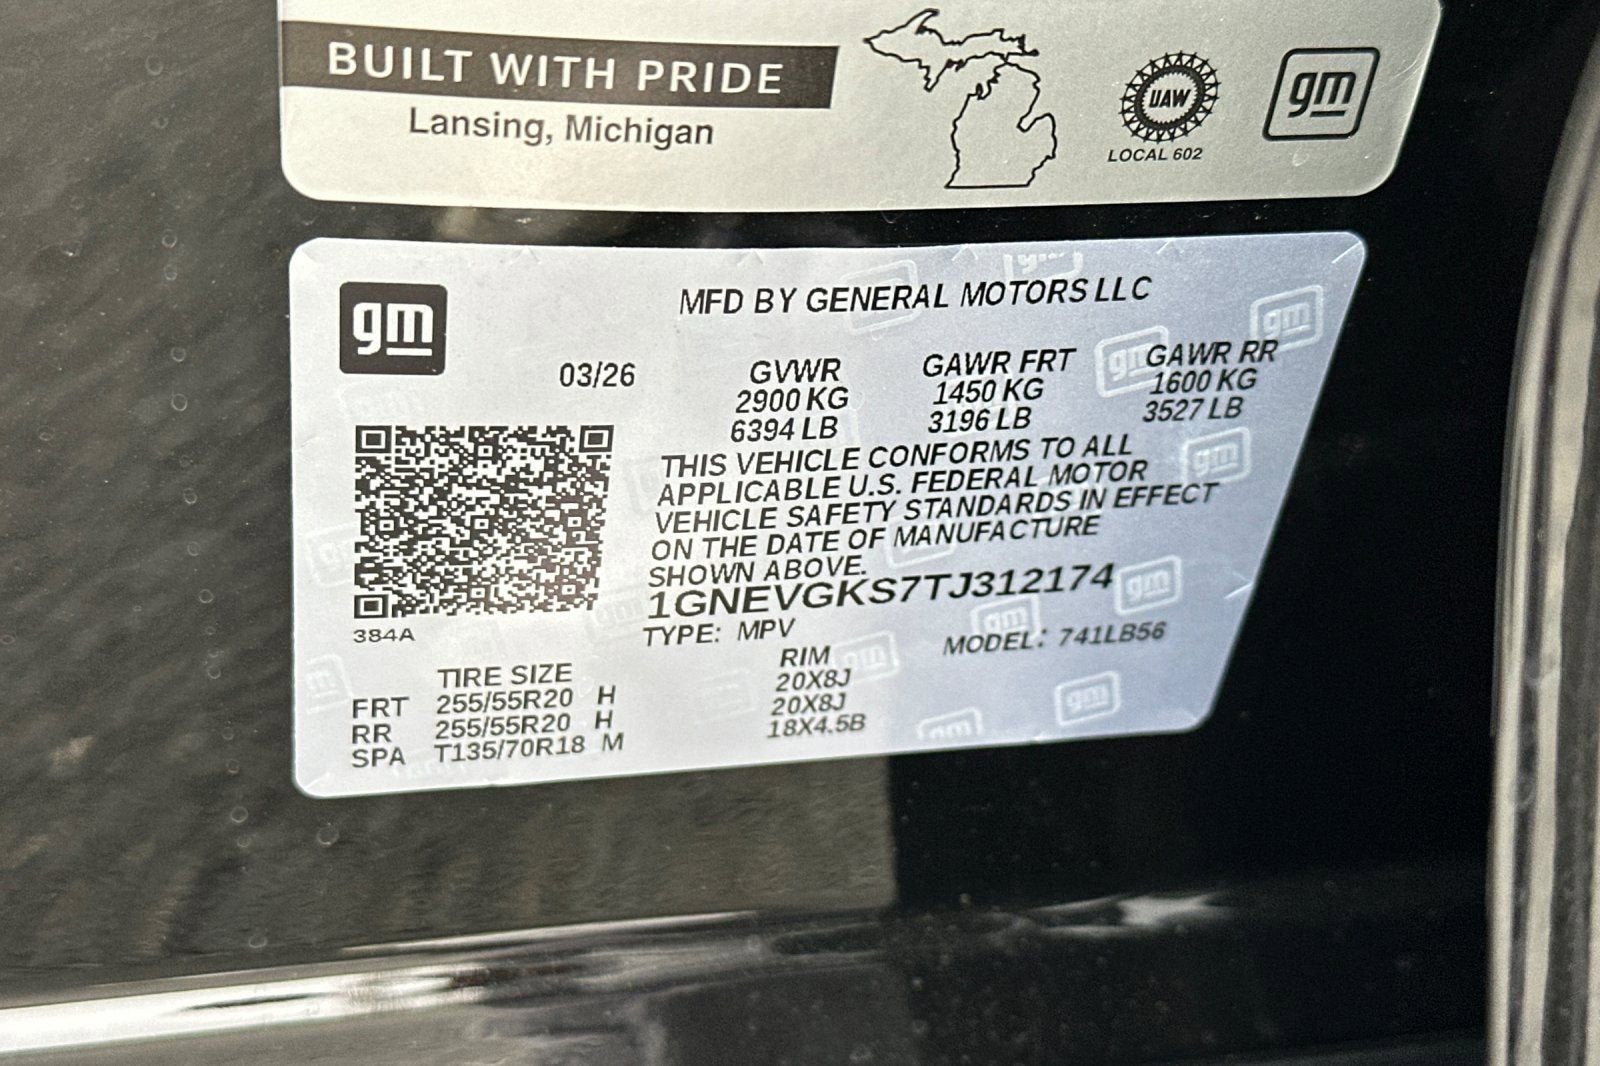 BUILT WITH PRIDE
Lansing, Michigan
UAW
LOCAL 602
gm
gm
MFD BY GENERAL MOTORS LLC
03/26
GVWR GAWR FRT GAWR RR
2900 KG 1450 KG 1600 KG
6394 LB 3196 LB 3527 LB
THIS VEHICLE CONFORMS TO ALL
APPLICABLE U.S. FEDERAL MOTOR
VEHICLE SAFETY STANDARDS IN EFFECT
ON THE DATE OF MANUFACTURE
SHOWN ABOVE.
1GNEVGKS7TJ312174
384A
TYPE: MPV MODEL: 741LB56
TIRE SIZE RIM
FRT 255/55R20 H 20X8J
RR 255/55R20 H 20X8J
SPA T135/70R18 M 18X4.5B